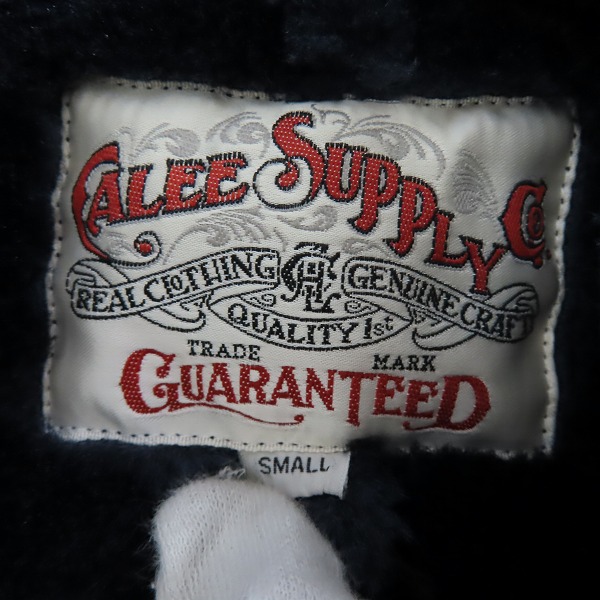 CALEE SUPPLY Co.
REAL CLOTHING GENUINE CRAFT
QUALITY 1st
TRADE MARK
GUARANTEED
SMALL